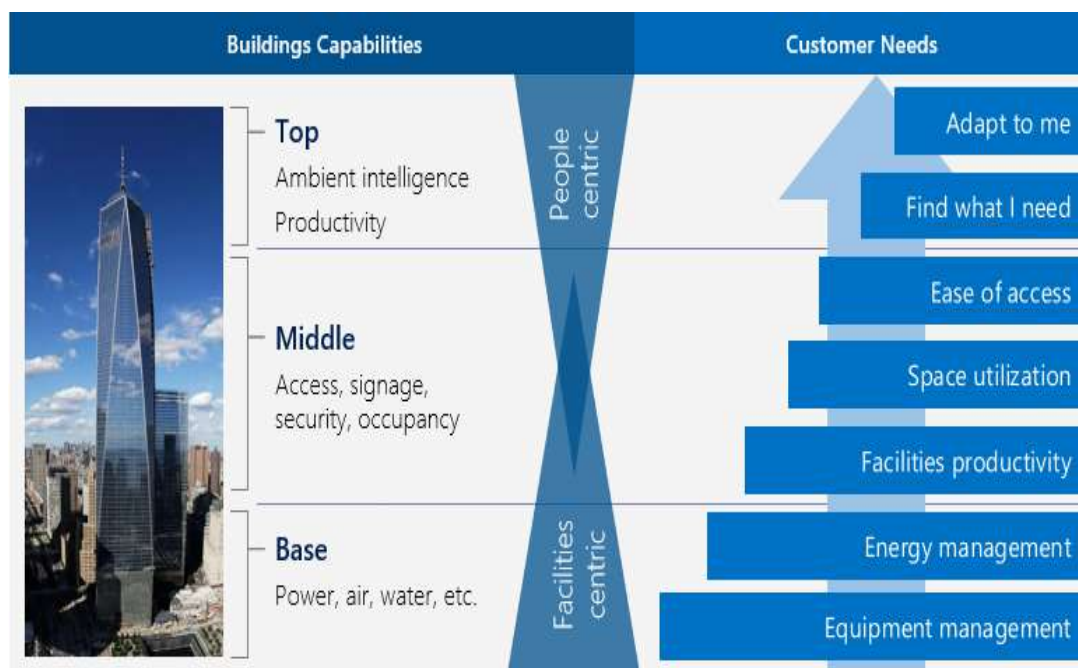 Buildings Capabilities
Customer Needs
Top
Ambient intelligence
Productivity
People
centric
Adapt to me
Find what I need
Middle
Access, signage,
security, occupancy
Ease of access
Space utilization
Facilities productivity
Base
Power, air, water, etc.
Facilities
centric
Energy management
Equipment management